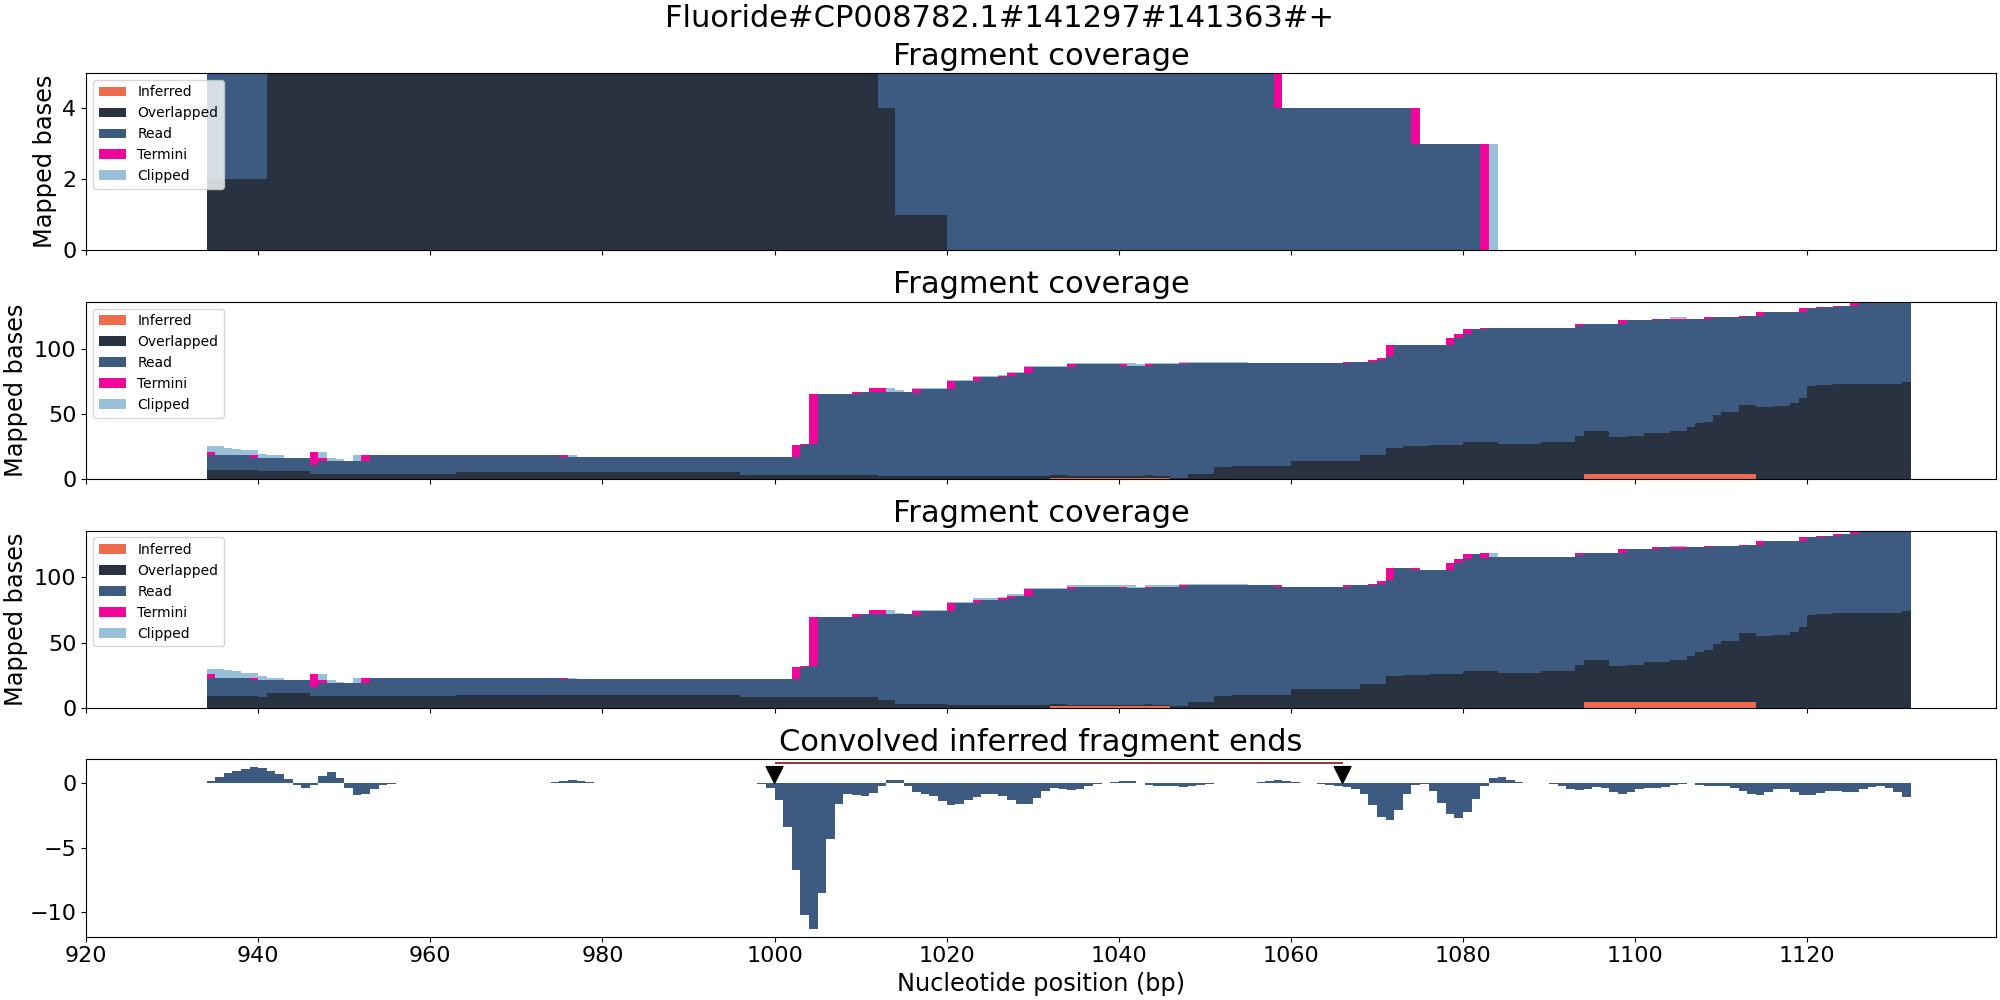 Fluoride#CP008782.1#141297#141363#+
Fragment coverage
Mapped bases
4
2
0
Inferred
Overlapped
Read
Termini
Clipped
Fragment coverage
Mapped bases
100
50
0
Inferred
Overlapped
Read
Termini
Clipped
Fragment coverage
Mapped bases
100
50
0
Inferred
Overlapped
Read
Termini
Clipped
Convolved inferred fragment ends
0
−5
−10
920 940 960 980 1000 1020 1040 1060 1080 1100 1120
Nucleotide position (bp)